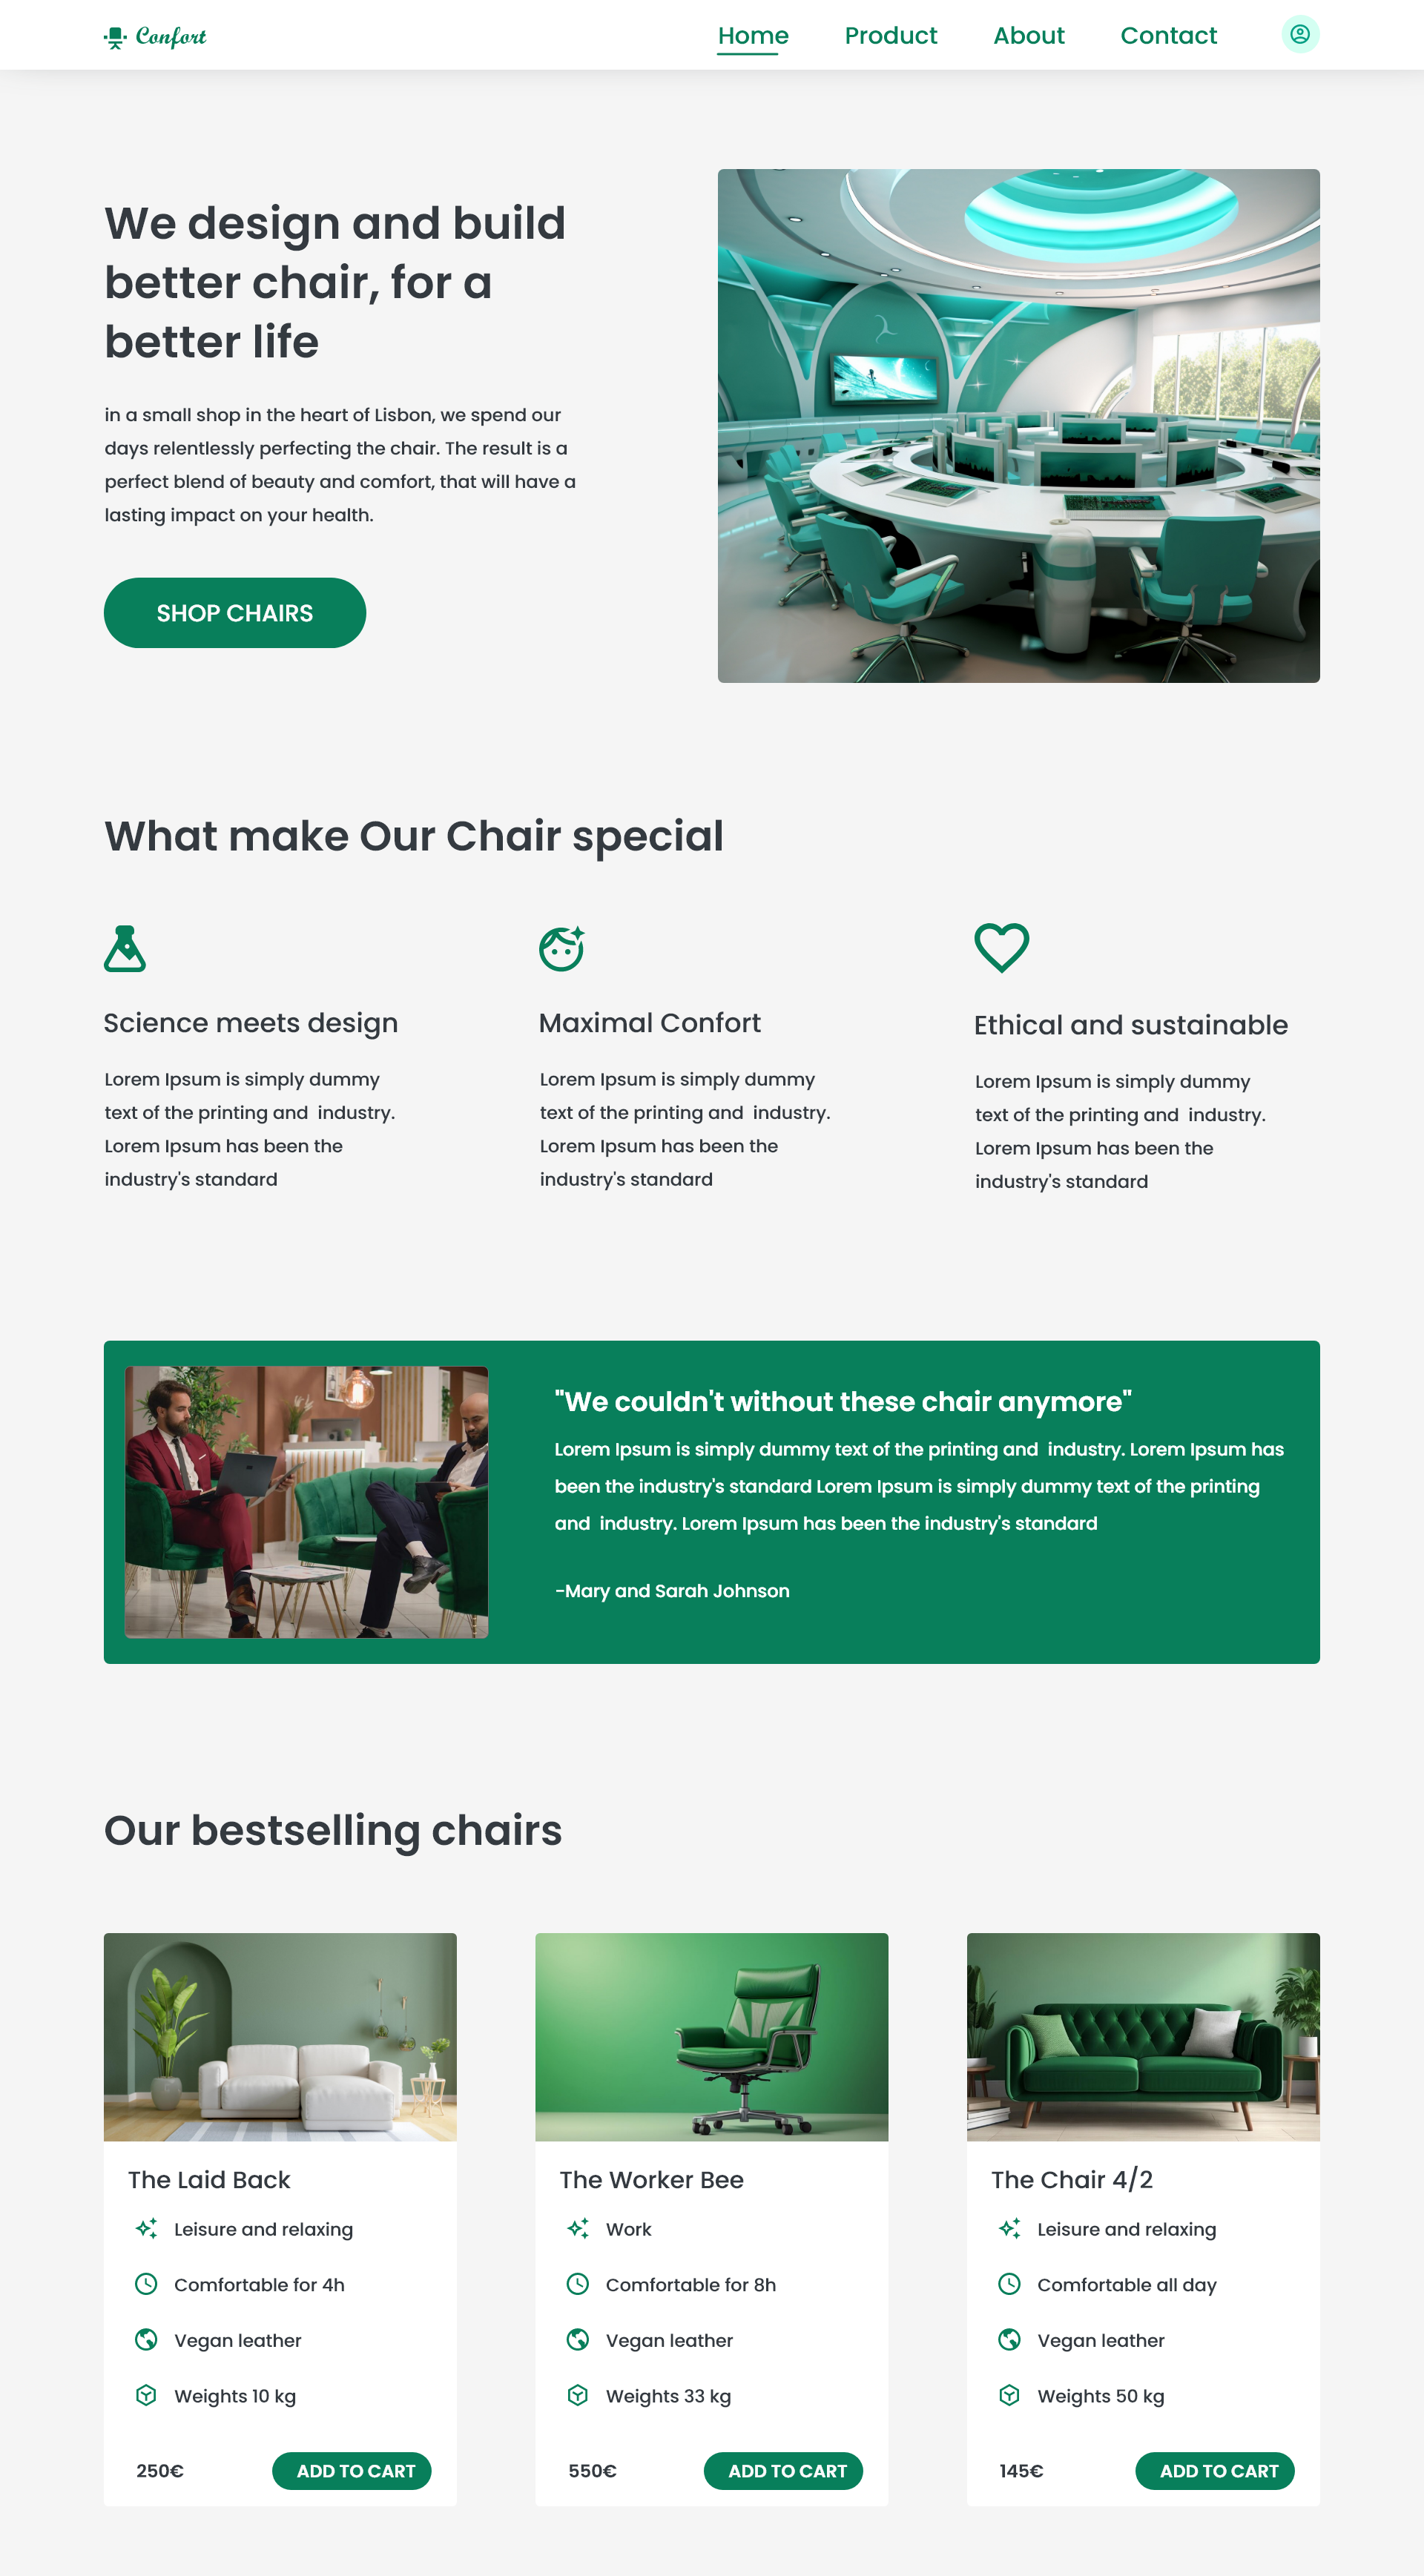 Confort
Home Product About Contact
We design and build
better chair, for a
better life
in a small shop in the heart of Lisbon, we spend our
days relentlessly perfecting the chair. The result is a
perfect blend of beauty and comfort, that will have a
lasting impact on your health.
SHOP CHAIRS
What make Our Chair special
Science meets design
Lorem Ipsum is simply dummy
text of the printing and  industry.
Lorem Ipsum has been the
industry's standard
Maximal Confort
Lorem Ipsum is simply dummy
text of the printing and  industry.
Lorem Ipsum has been the
industry's standard
Ethical and sustainable
Lorem Ipsum is simply dummy
text of the printing and  industry.
Lorem Ipsum has been the
industry's standard
"We couldn't without these chair anymore"
Lorem Ipsum is simply dummy text of the printing and  industry. Lorem Ipsum has
been the industry's standard Lorem Ipsum is simply dummy text of the printing
and  industry. Lorem Ipsum has been the industry's standard
-Mary and Sarah Johnson
Our bestselling chairs
The Laid Back
Leisure and relaxing
Comfortable for 4h
Vegan leather
Weights 10 kg
250€
ADD TO CART
The Worker Bee
Work
Comfortable for 8h
Vegan leather
Weights 33 kg
550€
ADD TO CART
The Chair 4/2
Leisure and relaxing
Comfortable all day
Vegan leather
Weights 50 kg
145€
ADD TO CART